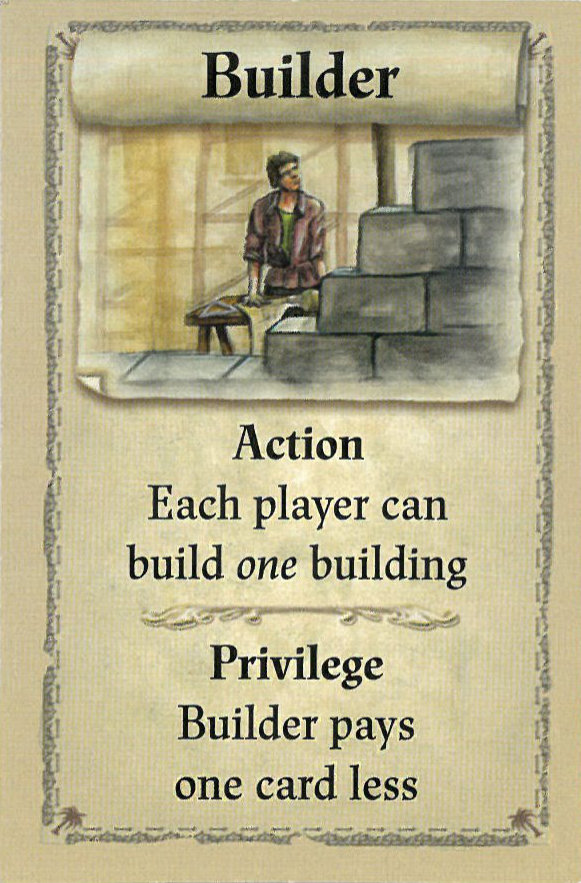 Builder
Action
Each player can
build one building
Privilege
Builder pays
one card less